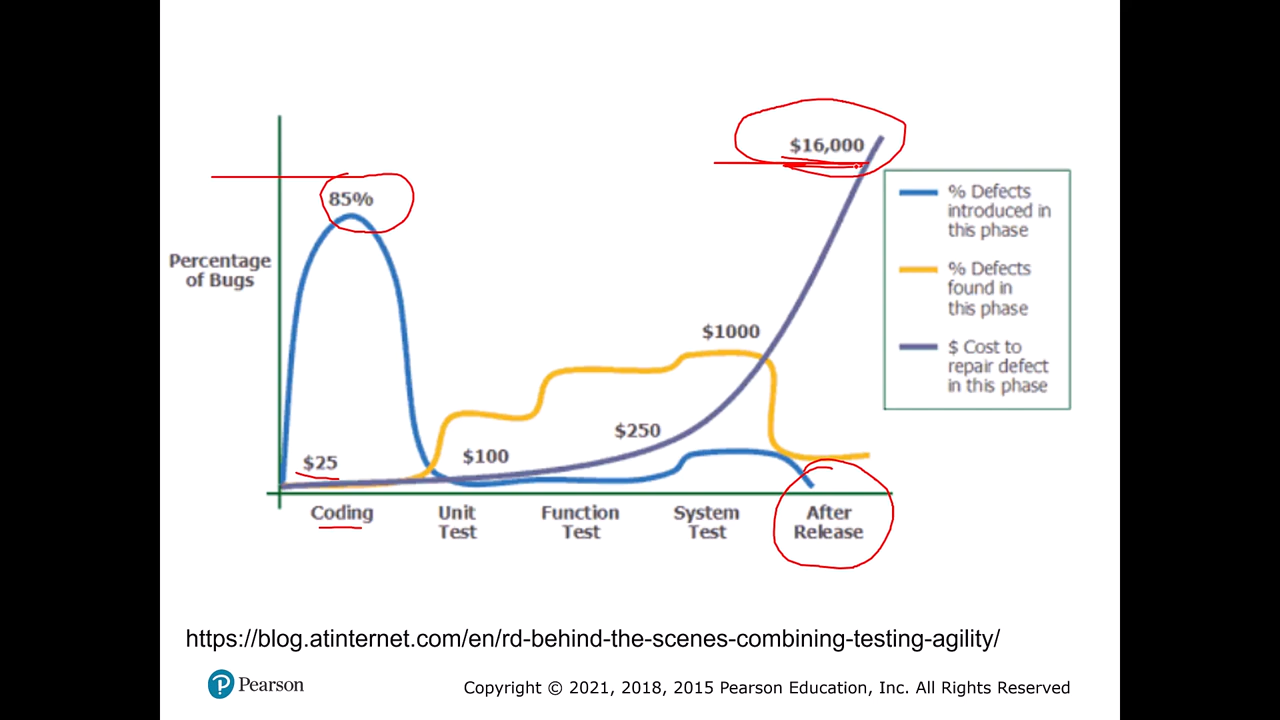 $16,000
85%
% Defects
introduced in
this phase
Percentage
of Bugs
% Defects
found in
this phase
$1000
$ Cost to
repair defect
in this phase
$250
$100
$25
Coding
Unit
Test
Function
Test
System
Test
After
Release
https://blog.atinternet.com/en/rd-behind-the-scenes-combining-testing-agility/
P Pearson
Copyright © 2021, 2018, 2015 Pearson Education, Inc. All Rights Reserved